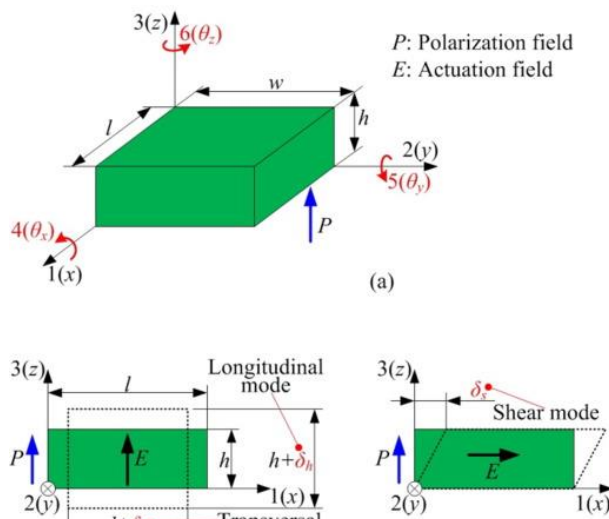 3(z)
6(θz)
P: Polarization field
E: Actuation field
w
l
h
2(y)
5(θy)
P
4(θx)
1(x)
(a)
3(z)
l
Longitudinal
mode
P
E
h
h+δh
2(y)
1(x)
3(z)
δs
Shear mode
P
E
2(y)
1(x)
Transversal